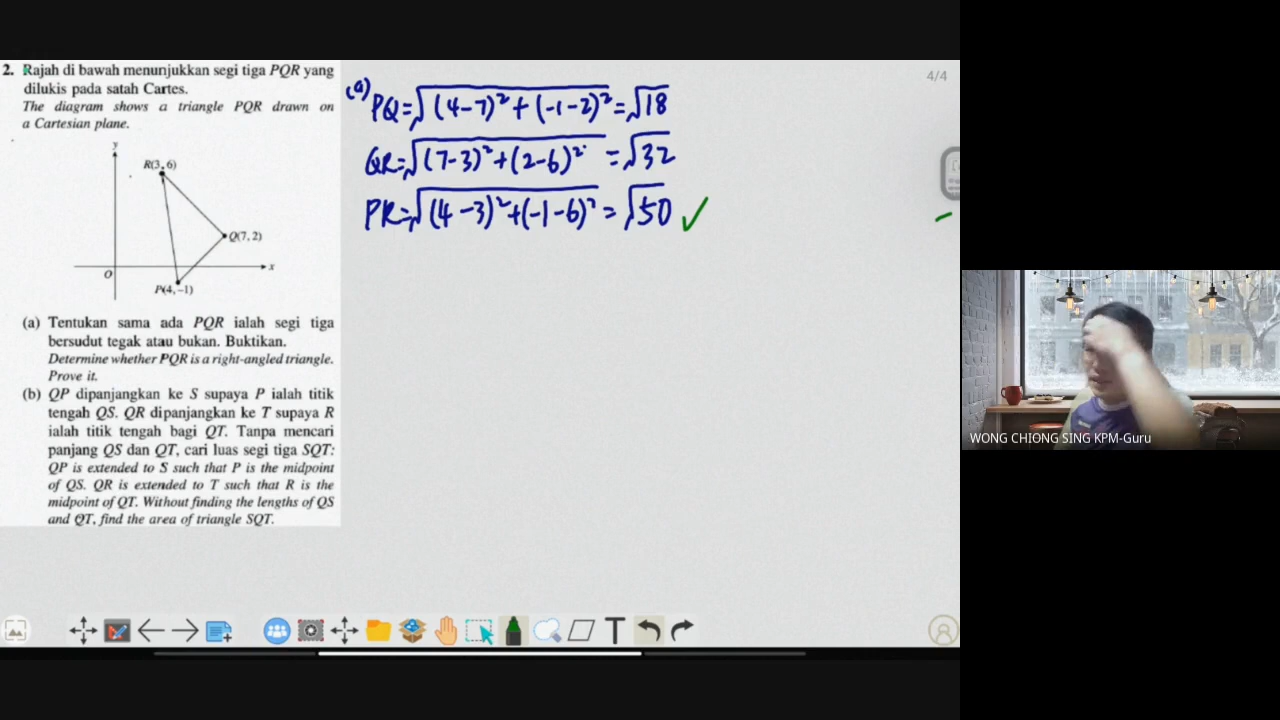 2. Rajah di bawah menunjukkan segi tiga PQR yang
dilukis pada satah Cartes.
The diagram shows a triangle PQR drawn on
a Cartesian plane.
y
R(3, 6)
Q(7, 2)
O
x
P(4, −1)
(a) Tentukan sama ada PQR ialah segi tiga
bersudut tegak atau bukan. Buktikan.
Determine whether PQR is a right-angled triangle.
Prove it.
(b) QP dipanjangkan ke S supaya P ialah titik
tengah QS. QR dipanjangkan ke T supaya R
ialah titik tengah bagi QT. Tanpa mencari
panjang QS dan QT, cari luas segi tiga SQT:
QP is extended to S such that P is the midpoint
of QS. QR is extended to T such that R is the
midpoint of QT. Without finding the lengths of QS
and QT, find the area of triangle SQT.
(a) PQ=√(4-7)²+(-1-2)²=√18
QR=√(7-3)²+(2-6)²=√32
PR=√(4-3)²+(-1-6)²=√50 ✓
4/4
T
WONG CHIONG SING KPM-Guru